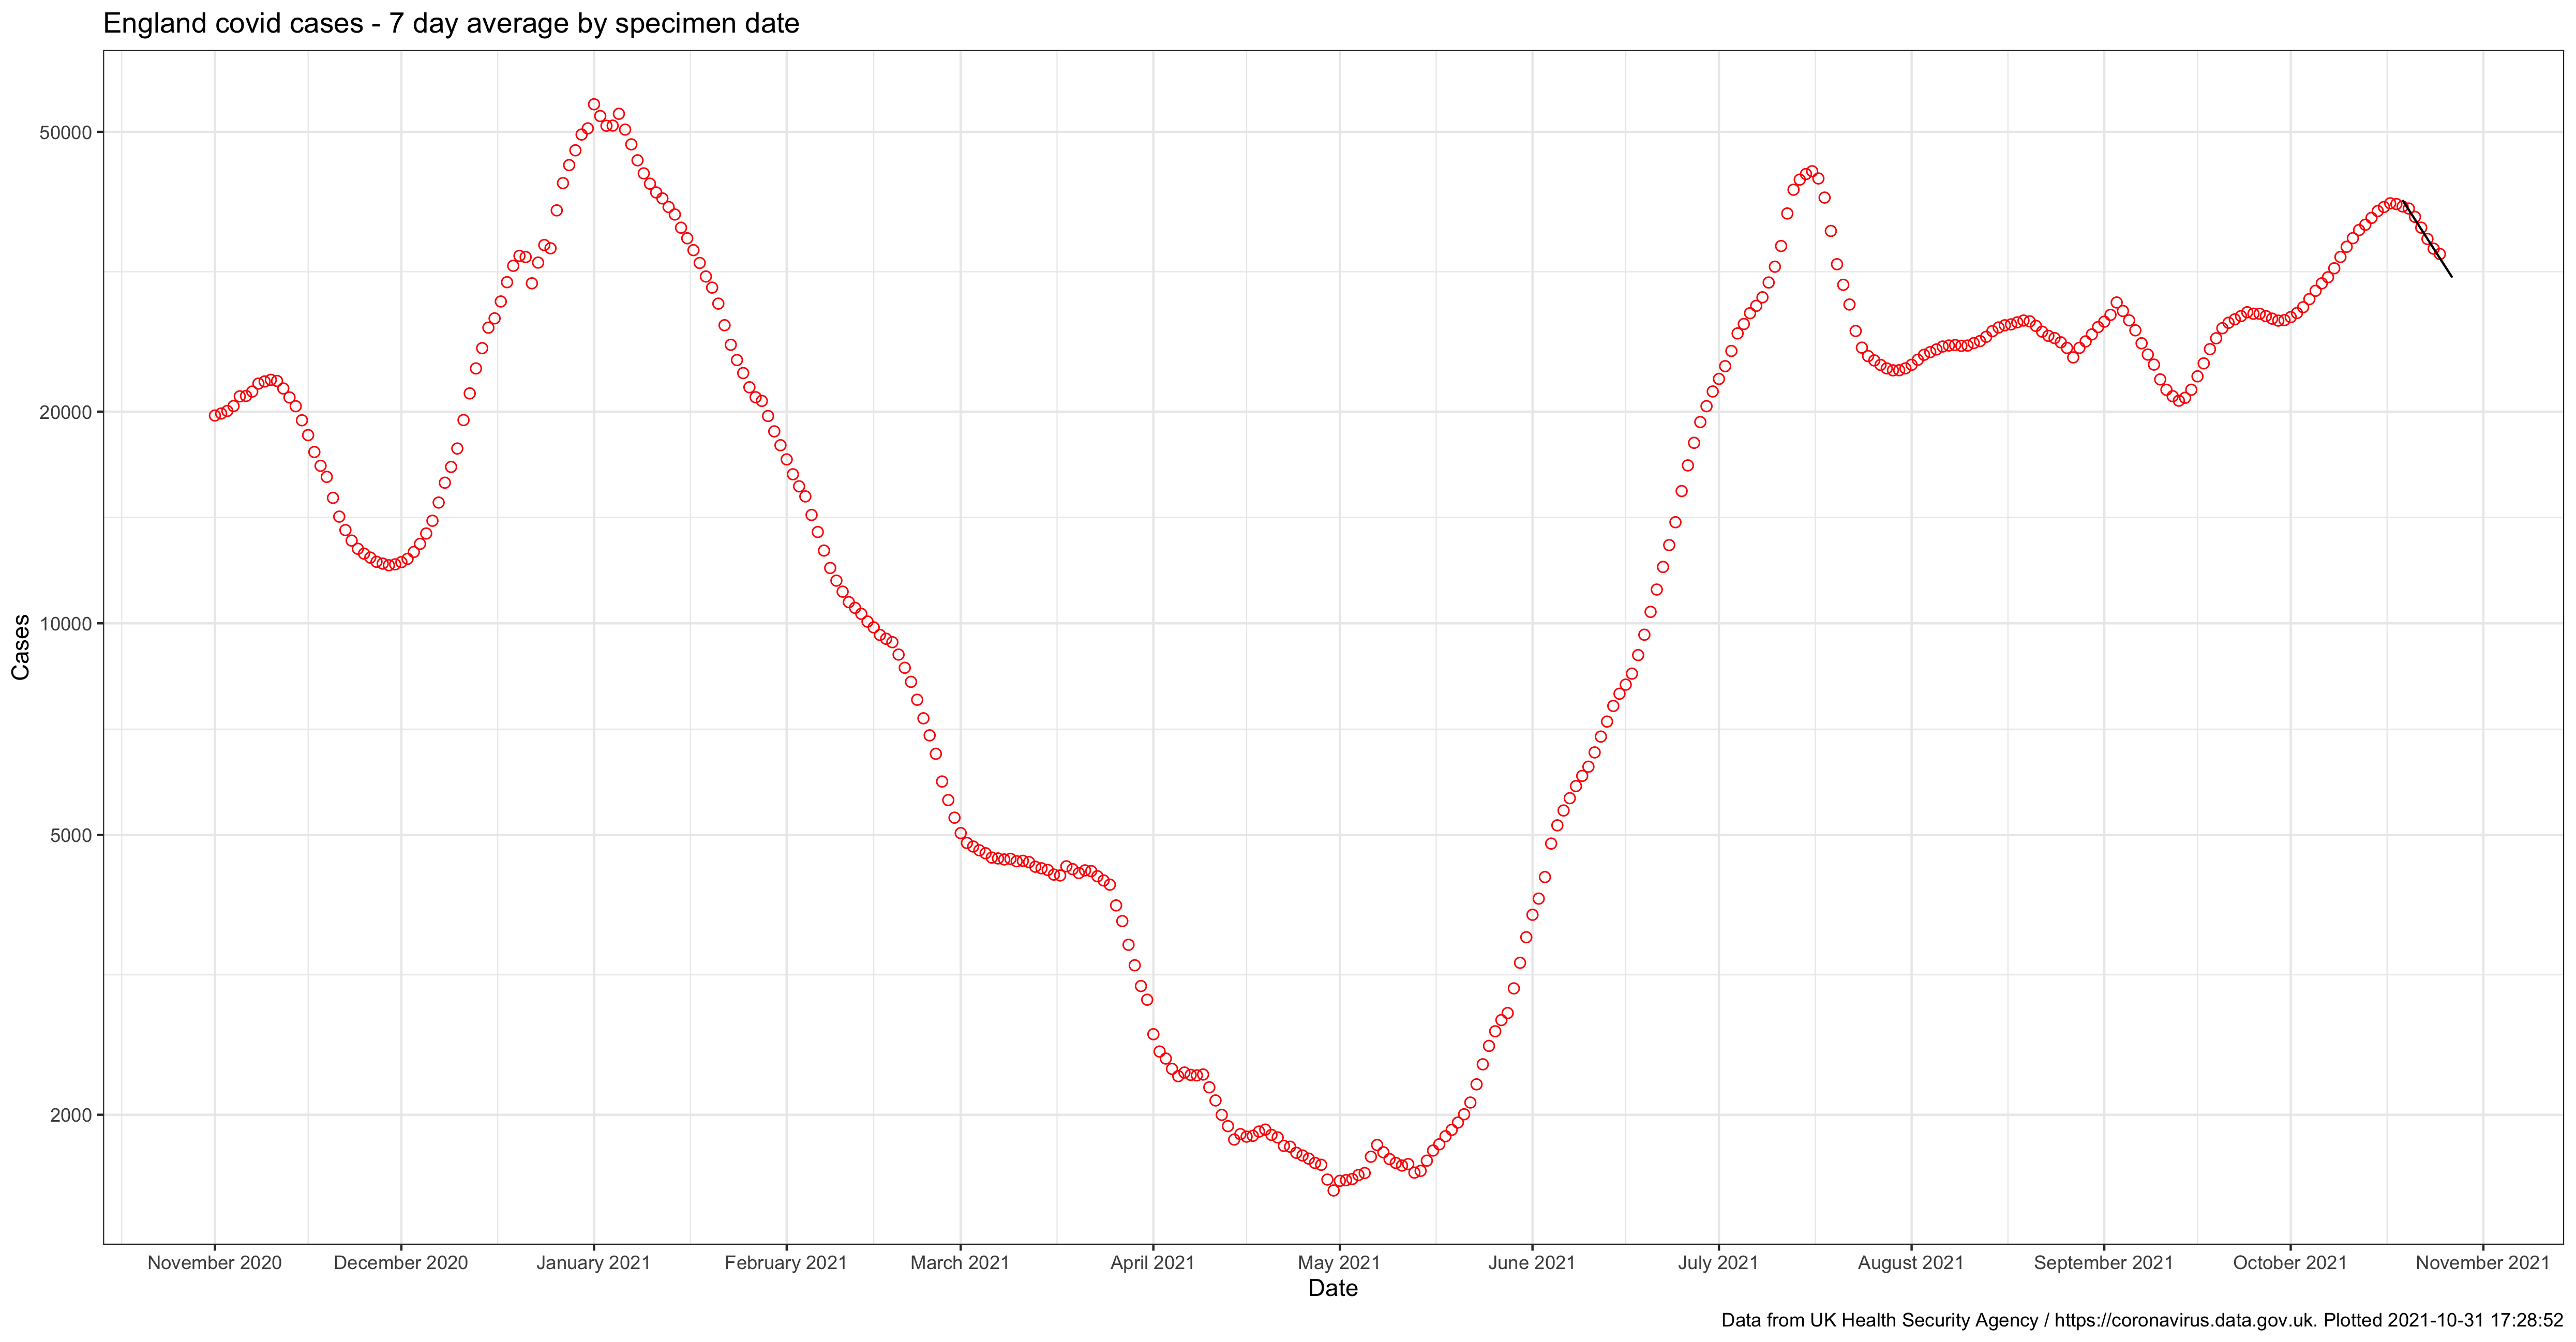 England covid cases - 7 day average by specimen date
50000
20000
10000
5000
2000
Cases
November 2020 December 2020 January 2021 February 2021 March 2021 April 2021 May 2021 June 2021 July 2021 August 2021 September 2021 October 2021 November 2021
Date
Data from UK Health Security Agency / https://coronavirus.data.gov.uk. Plotted 2021-10-31 17:28:52